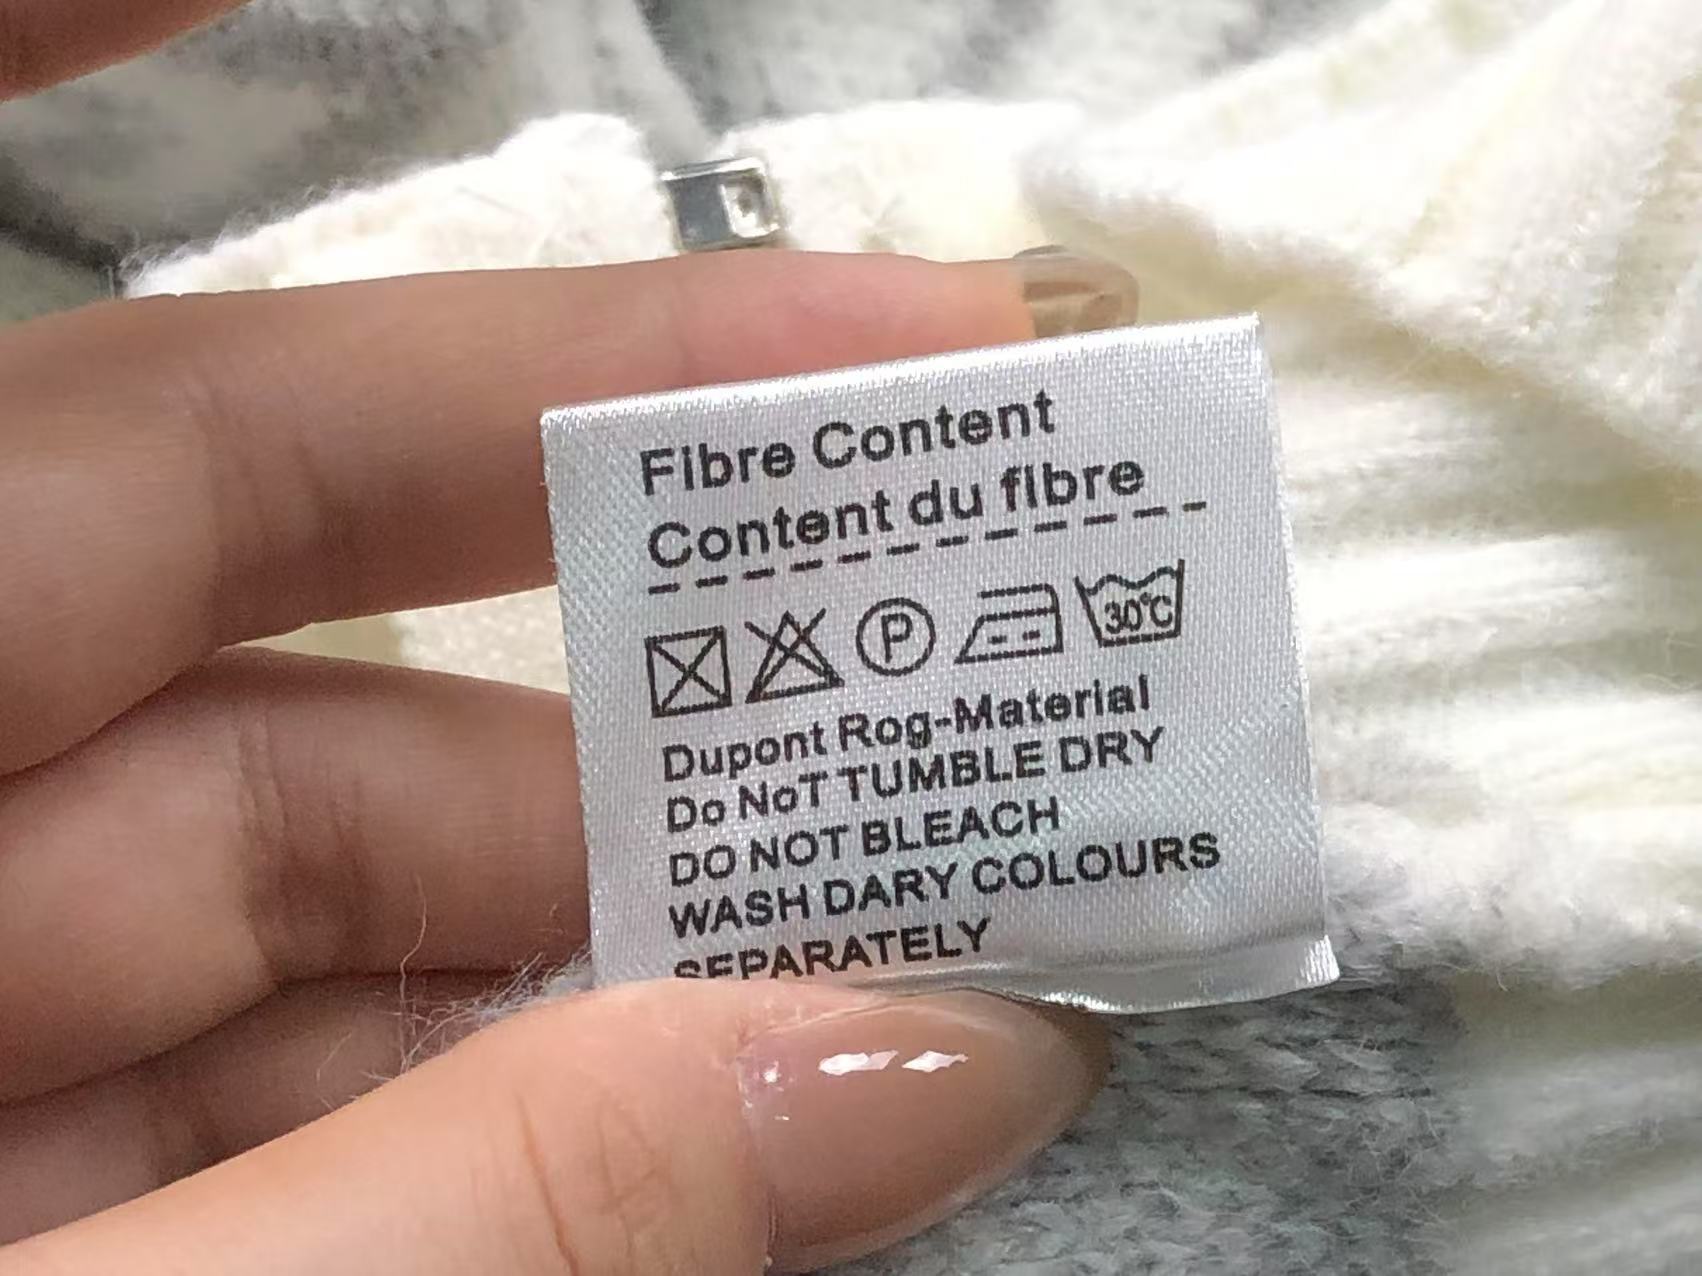 Fibre Content
Content du fibre
P
30°C
Dupont Rog-Material
Do NoT TUMBLE DRY
DO NOT BLEACH
WASH DARY COLOURS
SEPARATELY